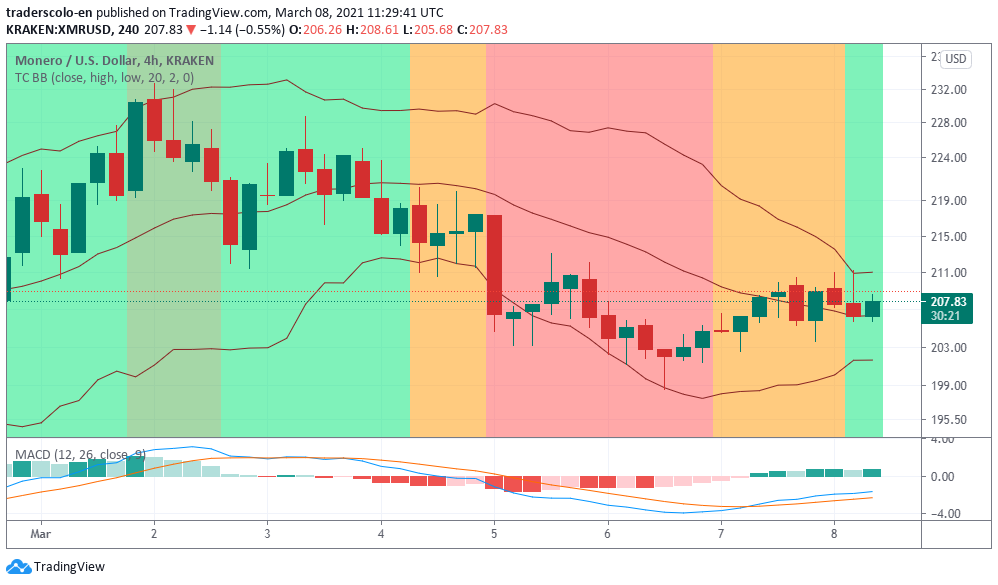 traderscolo-en published on TradingView.com, March 08, 2021 11:29:41 UTC
KRAKEN:XMRUSD, 240 207.83 ▼ −1.14 (−0.55%) O:206.26 H:208.61 L:205.68 C:207.83
Monero / U.S. Dollar, 4h, KRAKEN
TC BB (close, high, low, 20, 2, 0)
USD
232.00
228.00
224.00
219.00
215.00
211.00
207.83
30:21
203.00
199.00
195.50
MACD (12, 26, close, 9)
4.00
0.00
−4.00
Mar 2 3 4 5 6 7 8
TradingView